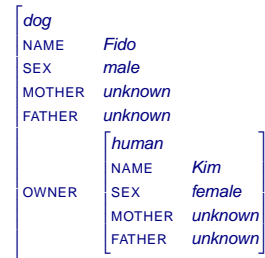 dog
NAME Fido
SEX male
MOTHER unknown
FATHER unknown
human
NAME Kim
OWNER SEX female
MOTHER unknown
FATHER unknown